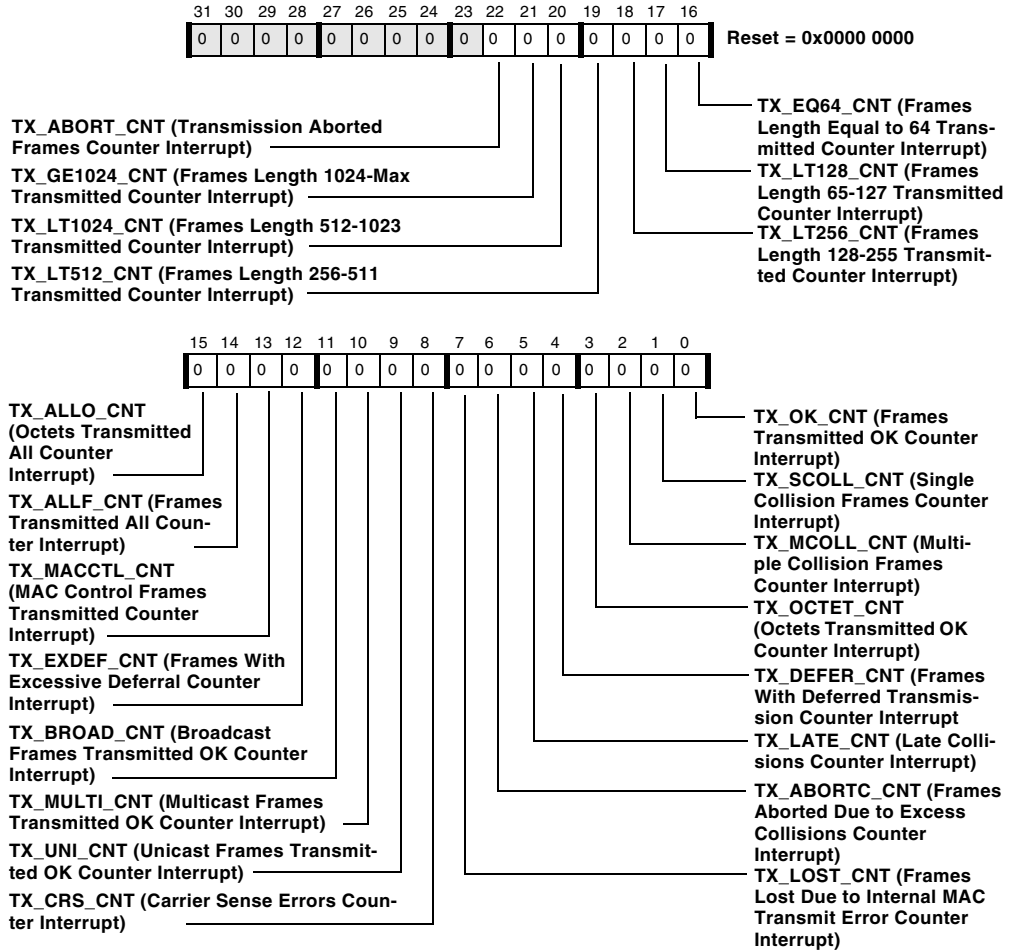 31 30 29 28 27 26 25 24 23 22 21 20 19 18 17 16
0 0 0 0 0 0 0 0 0 0 0 0 0 0 0 0 Reset = 0x0000 0000
TX_ABORT_CNT (Transmission Aborted
Frames Counter Interrupt)
TX_GE1024_CNT (Frames Length 1024-Max
Transmitted Counter Interrupt)
TX_LT1024_CNT (Frames Length 512-1023
Transmitted Counter Interrupt)
TX_LT512_CNT (Frames Length 256-511
Transmitted Counter Interrupt)
TX_EQ64_CNT (Frames
Length Equal to 64 Trans-
mitted Counter Interrupt)
TX_LT128_CNT (Frames
Length 65-127 Transmitted
Counter Interrupt)
TX_LT256_CNT (Frames
Length 128-255 Transmit-
ted Counter Interrupt)
15 14 13 12 11 10 9 8 7 6 5 4 3 2 1 0
0 0 0 0 0 0 0 0 0 0 0 0 0 0 0 0
TX_ALLO_CNT
(Octets Transmitted
All Counter
Interrupt)
TX_ALLF_CNT (Frames
Transmitted All Coun-
ter Interrupt)
TX_MACCTL_CNT
(MAC Control Frames
Transmitted Counter
Interrupt)
TX_EXDEF_CNT (Frames With
Excessive Deferral Counter
Interrupt)
TX_BROAD_CNT (Broadcast
Frames Transmitted OK Counter
Interrupt)
TX_MULTI_CNT (Multicast Frames
Transmitted OK Counter Interrupt)
TX_UNI_CNT (Unicast Frames Transmit-
ted OK Counter Interrupt)
TX_CRS_CNT (Carrier Sense Errors Coun-
ter Interrupt)
TX_OK_CNT (Frames
Transmitted OK Counter
Interrupt)
TX_SCOLL_CNT (Single
Collision Frames Counter
Interrupt)
TX_MCOLL_CNT (Multi-
ple Collision Frames
Counter Interrupt)
TX_OCTET_CNT
(Octets Transmitted OK
Counter Interrupt)
TX_DEFER_CNT (Frames
With Deferred Transmis-
sion Counter Interrupt
TX_LATE_CNT (Late Colli-
sions Counter Interrupt)
TX_ABORTC_CNT (Frames
Aborted Due to Excess
Collisions Counter
Interrupt)
TX_LOST_CNT (Frames
Lost Due to Internal MAC
Transmit Error Counter
Interrupt)